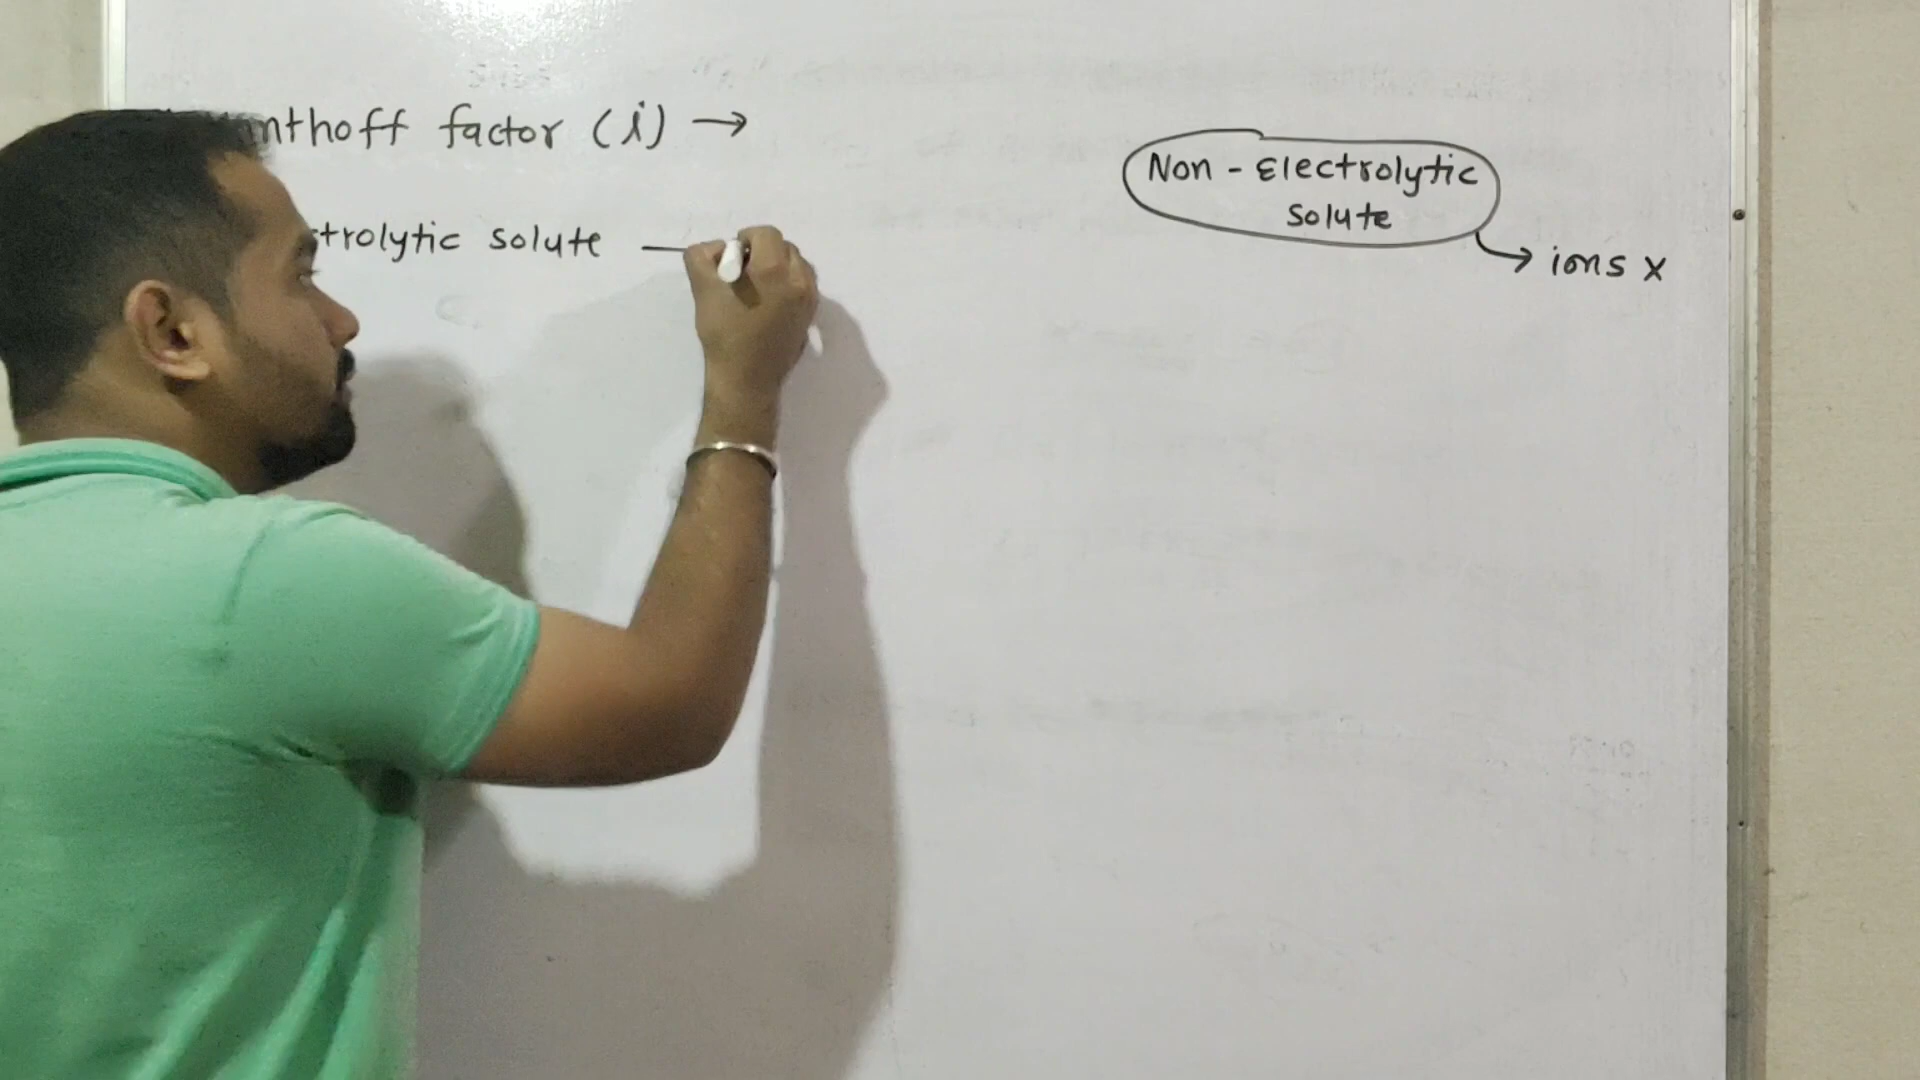 nthoff factor (i) →
trolytic solute —
Non - Electrolytic
solute
→ ions x